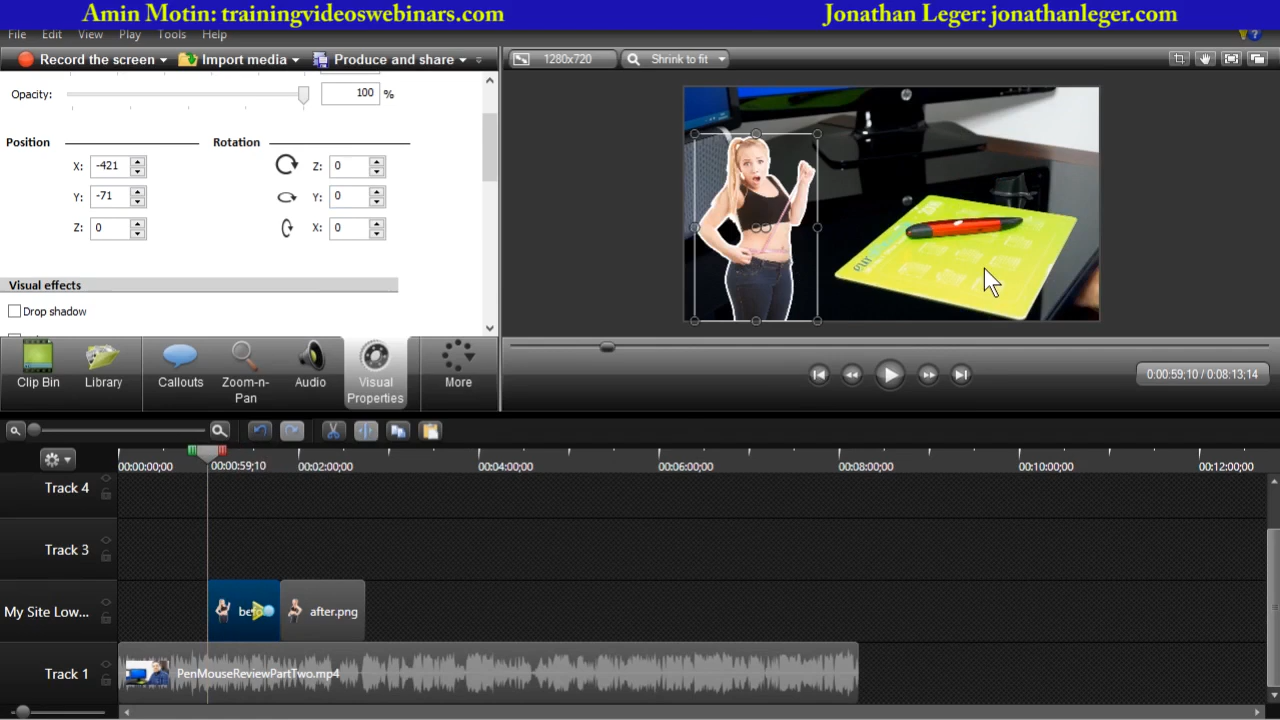 Amin Motin: trainingvideoswebinars.com
Jonathan Leger: jonathanleger.com
File Edit View Play Tools Help
Record the screen Import media Produce and share
1280x720 Shrink to fit
Opacity: 100 %
Position
Rotation
X: -421
Z: 0
Y: -71
Y: 0
Z: 0
X: 0
Visual effects
Drop shadow
Clip Bin
Library
Callouts
Zoom-n-Pan
Audio
Visual Properties
More
0:00:59;10 / 0:08:13;14
00:00:00;00 00:00:59;10 00:02:00;00 00:04:00;00 00:06:00;00 00:08:00;00 00:10:00;00 00:12:00;00
Track 4
Track 3
My Site Low...
after.png
Track 1
PenMouseReviewPartTwo.mp4